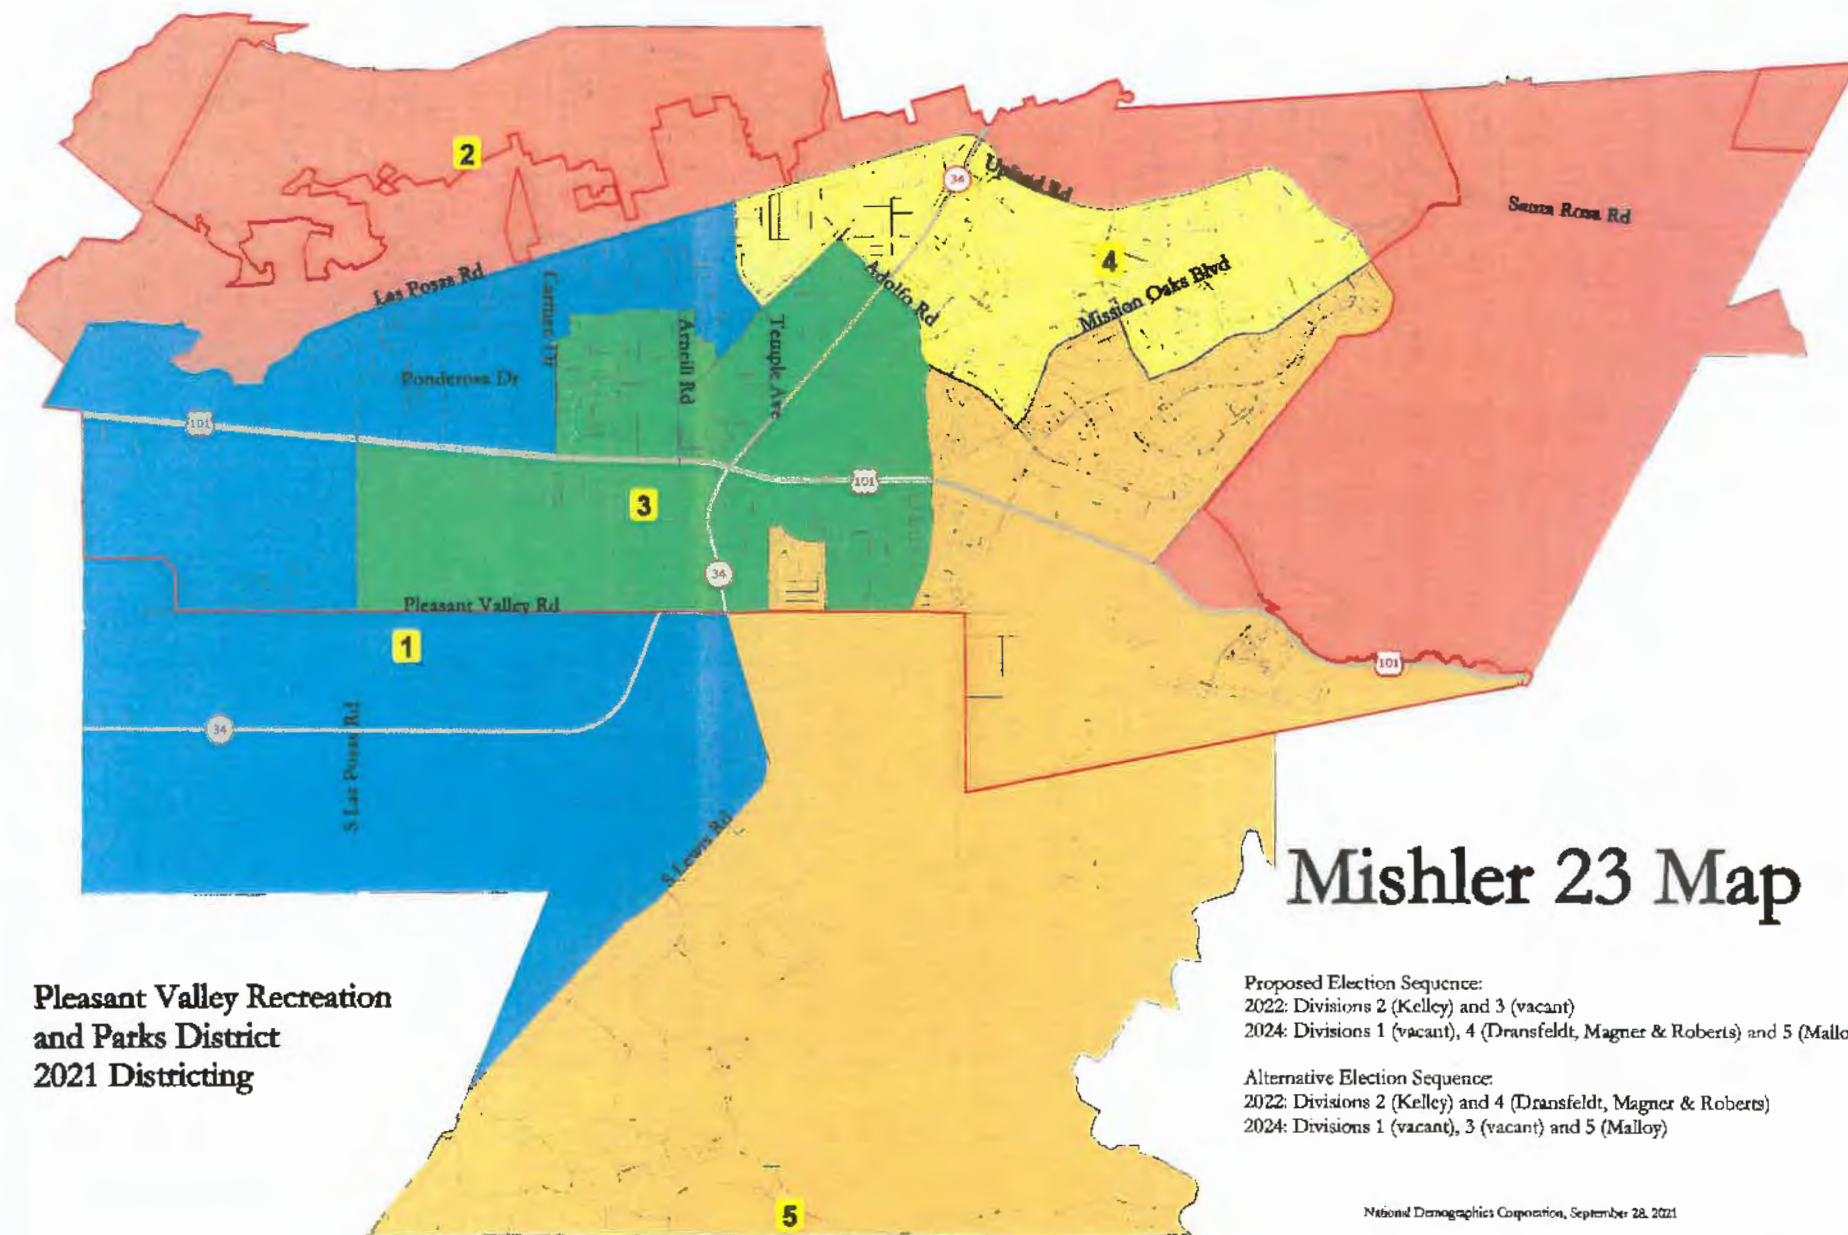 2
34
Upland Rd
Santa Rosa Rd
4
Las Posas Rd
Carmen Dr
Adolfo Rd
Mission Oaks Blvd
Arneill Rd
Temple Ave
Ponderosa Dr
101
101
3
34
Pleasant Valley Rd
1
101
34
S Las Posas Rd
S Lewis Rd
Mishler 23 Map
Pleasant Valley Recreation
and Parks District
2021 Districting
Proposed Election Sequence:
2022: Divisions 2 (Kelley) and 3 (vacant)
2024: Divisions 1 (vacant), 4 (Dransfeldt, Magner & Roberts) and 5 (Mallo
Alternative Election Sequence:
2022: Divisions 2 (Kelley) and 4 (Dransfeldt, Magner & Roberts)
2024: Divisions 1 (vacant), 3 (vacant) and 5 (Malloy)
5
National Demographics Corporation, September 28, 2021